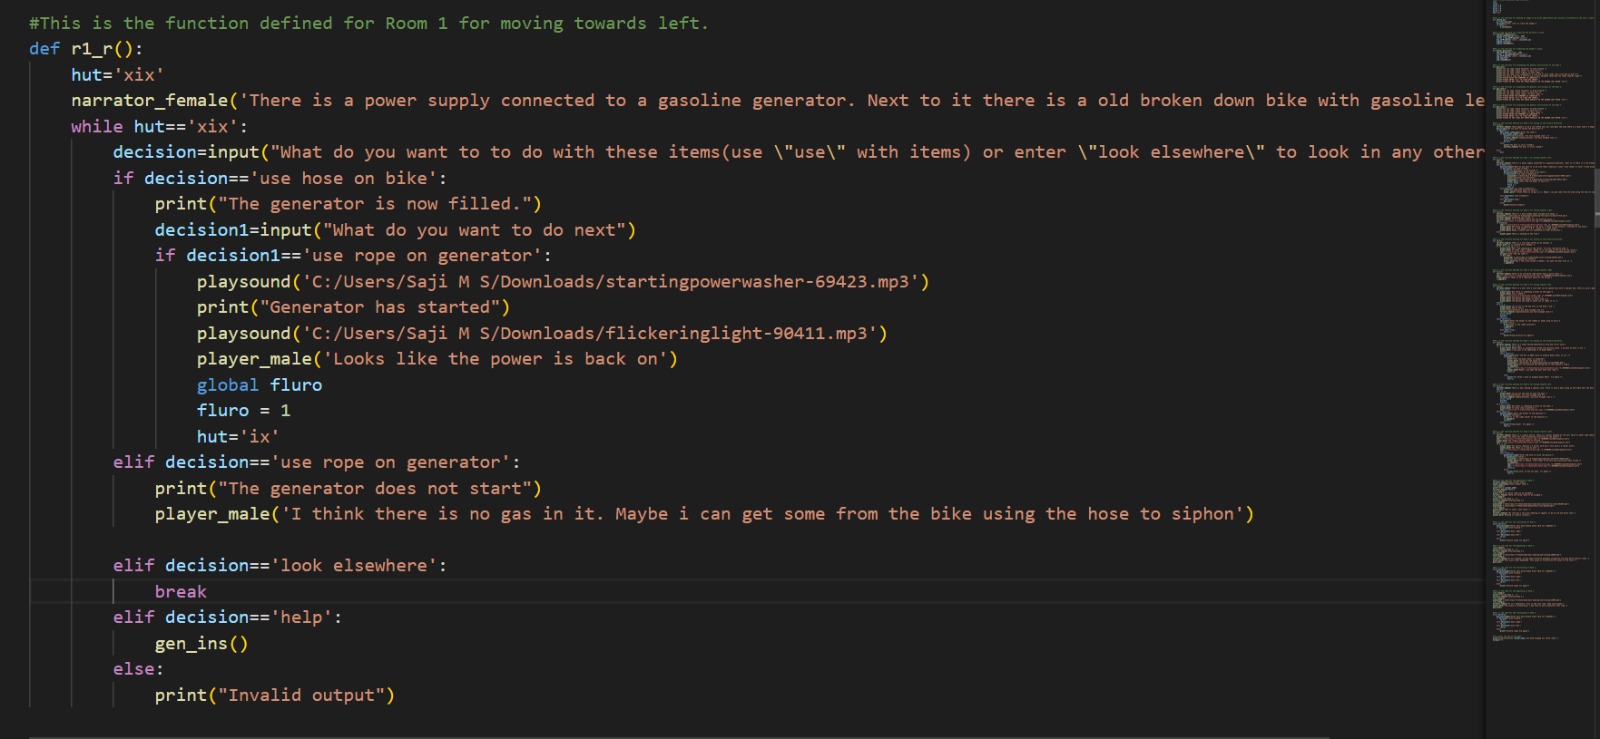 #This is the function defined for Room 1 for moving towards left.
def r1_r():
    hut='xix'
    narrator_female('There is a power supply connected to a gasoline generator. Next to it there is a old broken down bike with gasoline le
    while hut=='xix':
        decision=input("What do you want to to do with these items(use \"use\" with items) or enter \"look elsewhere\" to look in any other
        if decision=='use hose on bike':
            print("The generator is now filled.")
            decision1=input("What do you want to do next")
            if decision1=='use rope on generator':
                playsound('C:/Users/Saji M S/Downloads/startingpowerwasher-69423.mp3')
                print("Generator has started")
                playsound('C:/Users/Saji M S/Downloads/flickeringlight-90411.mp3')
                player_male('Looks like the power is back on')
                global fluro
                fluro = 1
                hut='ix'
        elif decision=='use rope on generator':
            print("The generator does not start")
            player_male('I think there is no gas in it. Maybe i can get some from the bike using the hose to siphon')
        elif decision=='look elsewhere':
            break
        elif decision=='help':
            gen_ins()
        else:
            print("Invalid output")